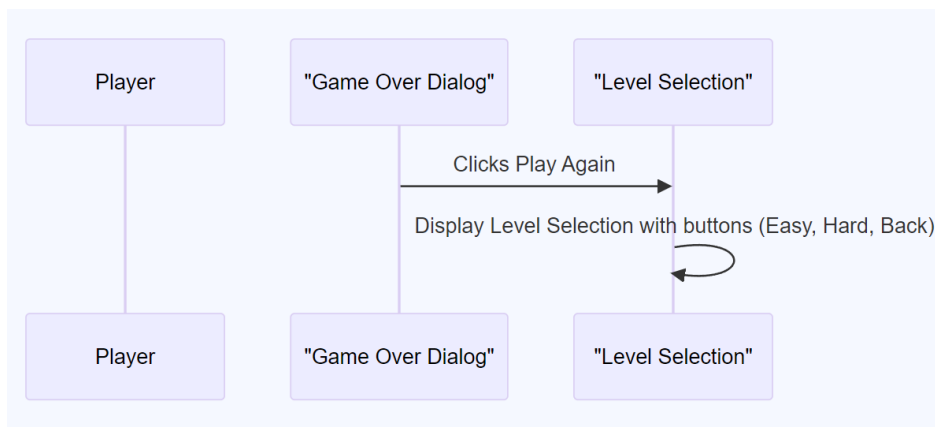 Player
"Game Over Dialog"
"Level Selection"
Clicks Play Again
Display Level Selection with buttons (Easy, Hard, Back)
Player
"Game Over Dialog"
"Level Selection"